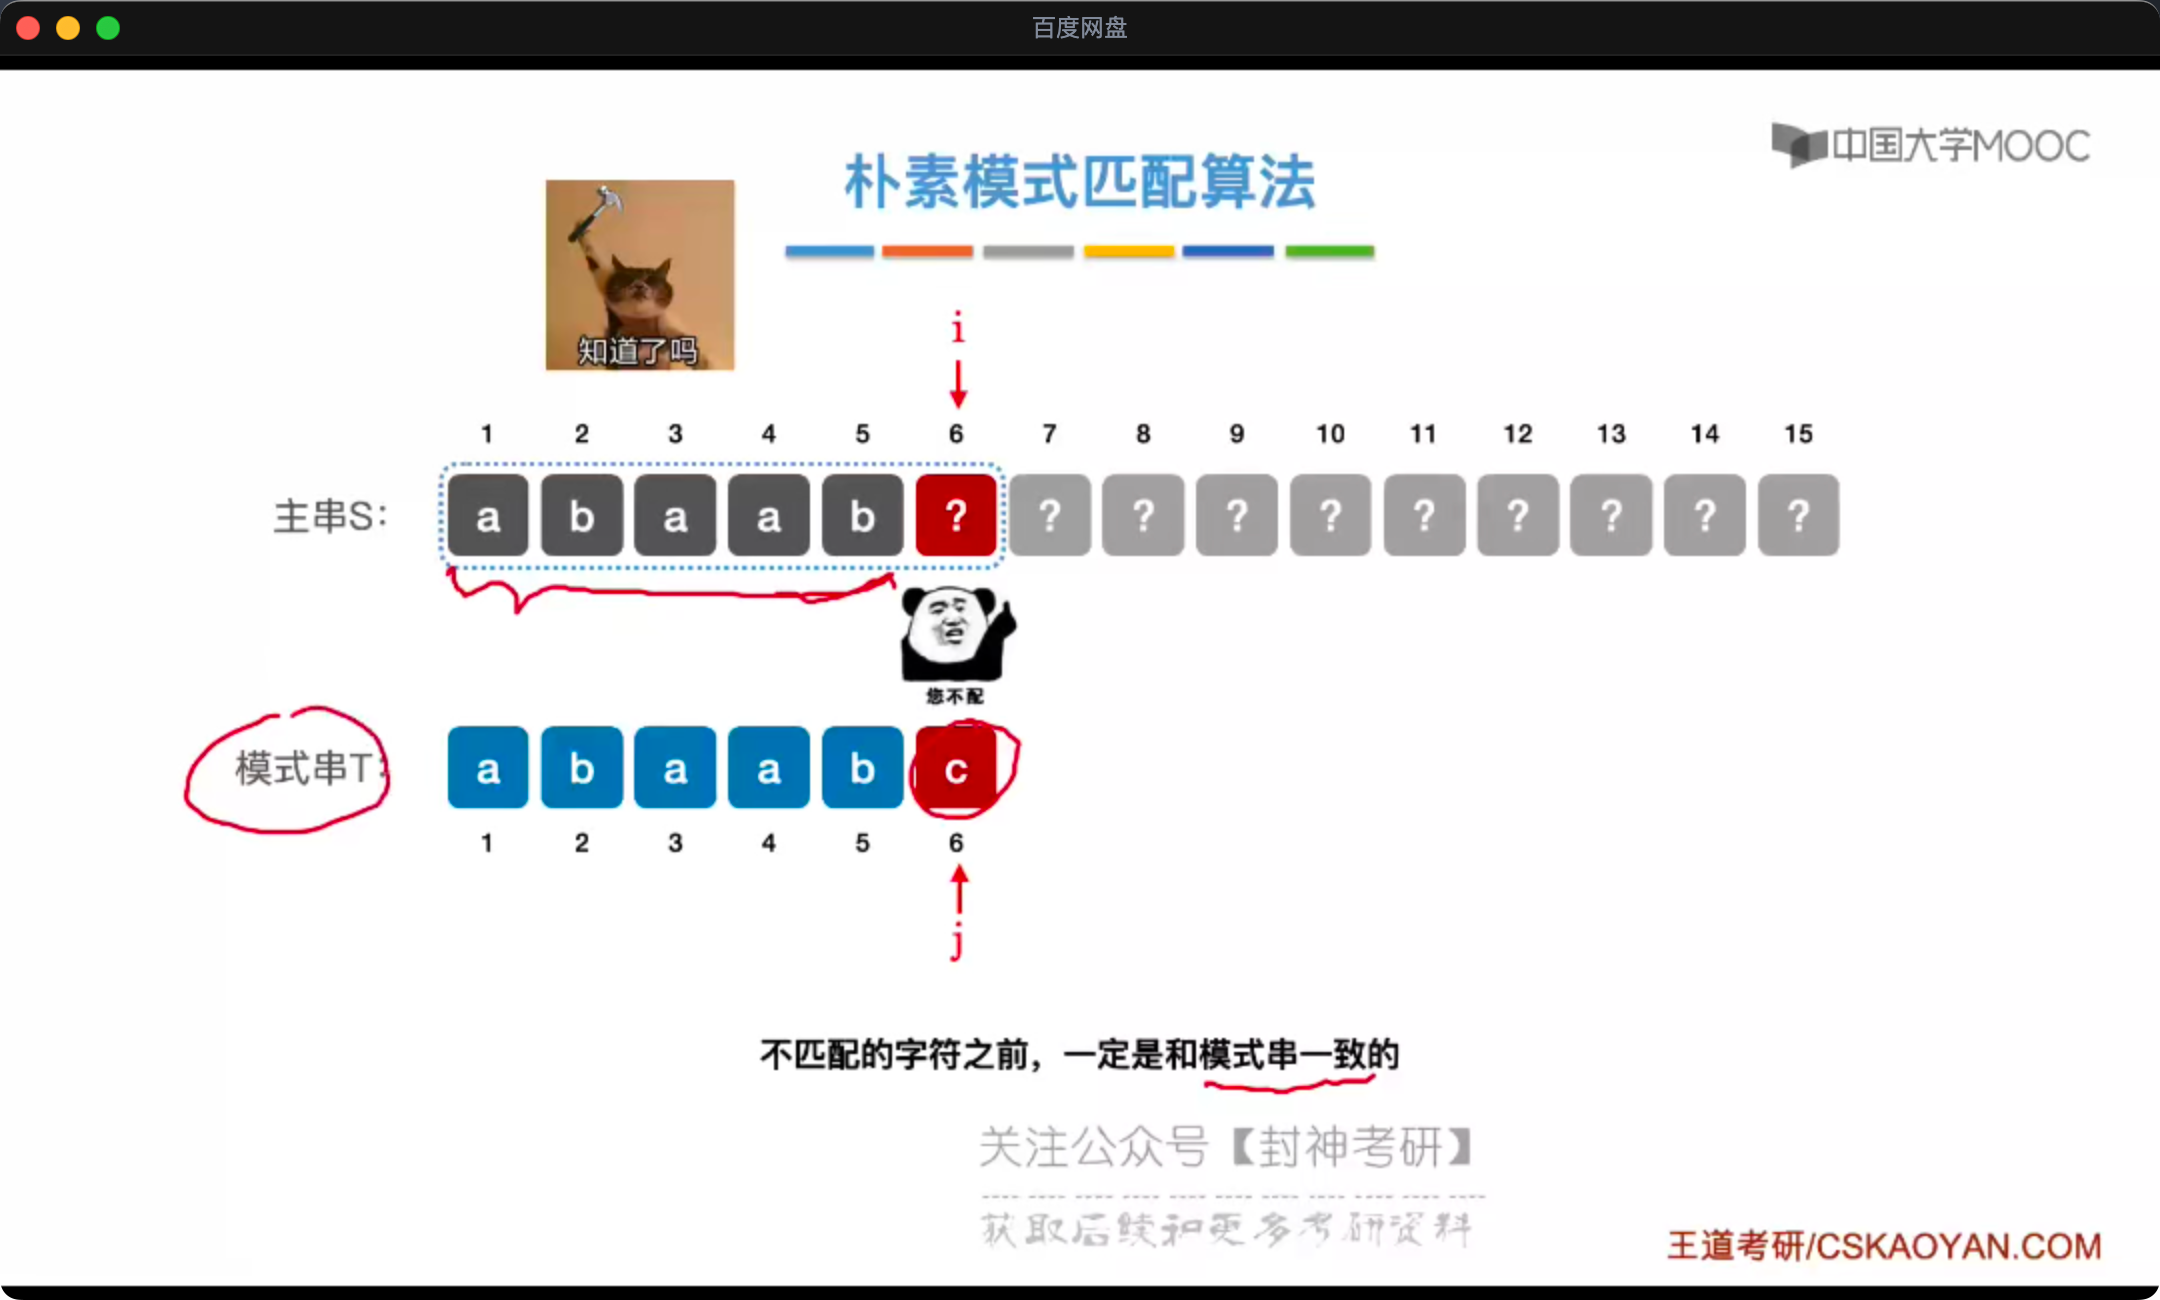 百度网盘
中国大学MOOC
朴素模式匹配算法
知道了吗
i
1 2 3 4 5 6 7 8 9 10 11 12 13 14 15
主串S: a b a a b ? ? ? ? ? ? ? ? ? ?
您不配
模式串T: a b a a b c
1 2 3 4 5 6
j
不匹配的字符之前，一定是和模式串一致的
关注公众号【封神考研】
获取后续和更多考研资料
王道考研/CSKAOYAN.COM